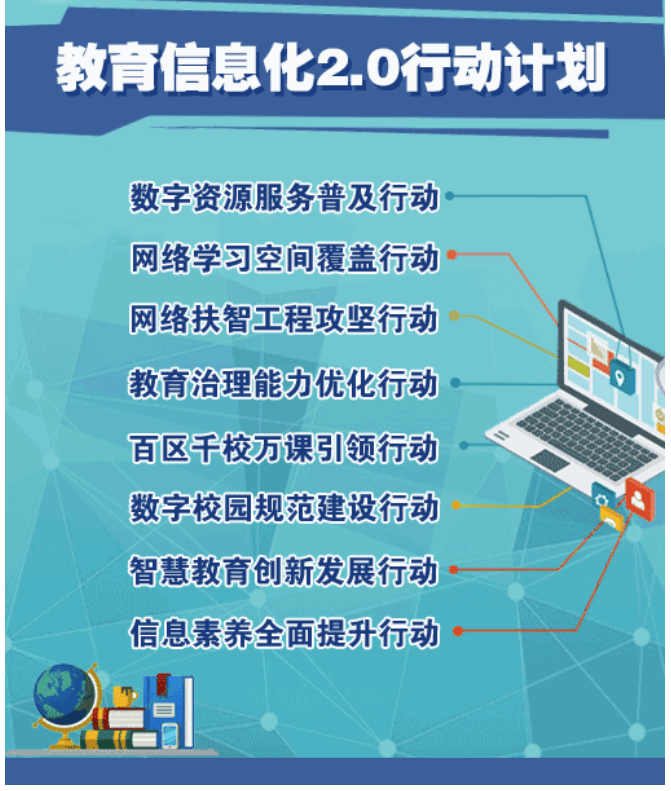 教育信息化2.0行动计划
数字资源服务普及行动
网络学习空间覆盖行动
网络扶智工程攻坚行动
教育治理能力优化行动
百区千校万课引领行动
数字校园规范建设行动
智慧教育创新发展行动
信息素养全面提升行动